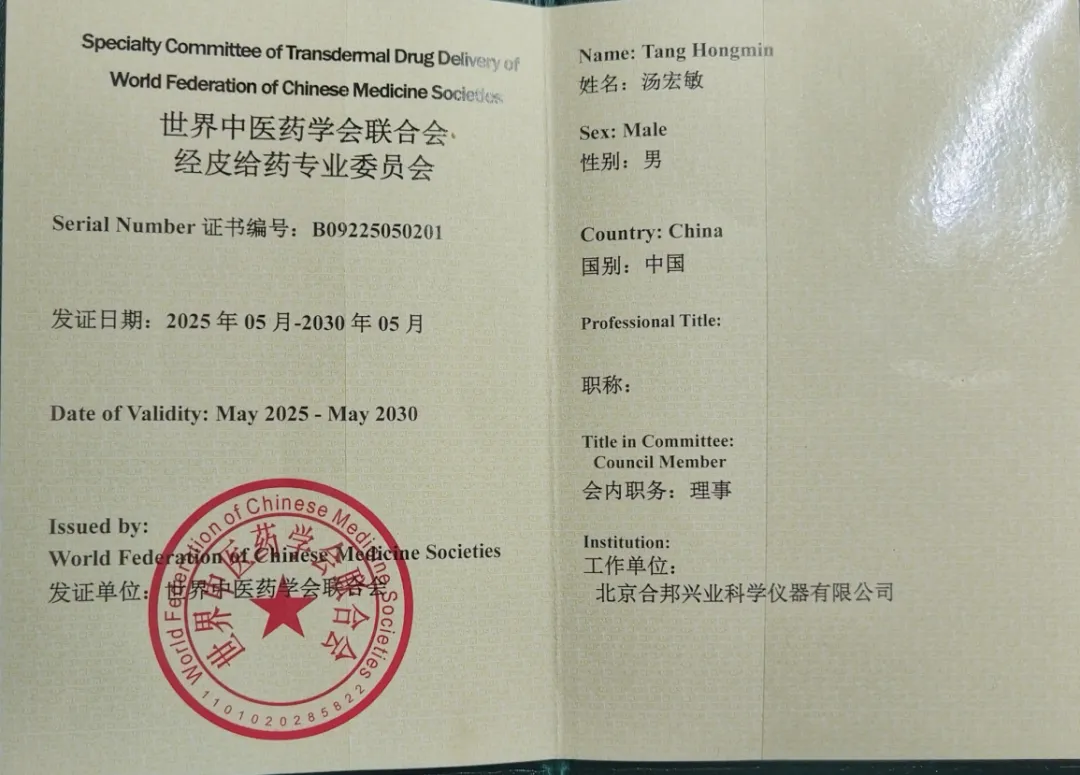 Specialty Committee of Transdermal Drug Delivery of
World Federation of Chinese Medicine Societies
世界中医药学会联合会
经皮给药专业委员会
Serial Number 证书编号：B09225050201
发证日期：2025 年 05 月-2030 年 05 月
Date of Validity: May 2025 - May 2030
Issued by:
World Federation of Chinese Medicine Societies
发证单位：世界中医药学会联合会
World Federation of Chinese Medicine Societies
世界中医药学会联合会
1101020285822
Name: Tang Hongmin
姓名：汤宏敏
Sex: Male
性别：男
Country: China
国别：中国
Professional Title:
职称：
Title in Committee:
Council Member
会内职务：理事
Institution:
工作单位：
北京合邦兴业科学仪器有限公司